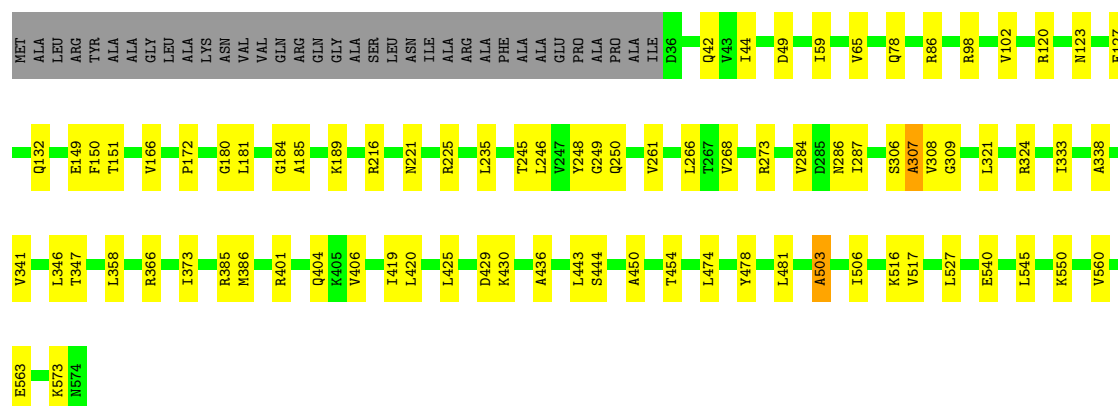 MET ALA LEU ARG TYR ALA ALA GLY LEU ALA LYS ASN VAL VAL GLN ARG GLN GLY ALA SER LEU ASN ILE ALA ARG ALA PHE ALA ALA GLU PRO ALA PRO ALA ILE D36 Q42 V43 I44 D49 I59 V65 Q78 R86 R98 V102 R120 N123
Q132 E149 F150 T151 V166 P172 G180 L181 G184 A185 K189 R216 N221 R225 L235 T245 L246 V247 Y248 G249 Q250 V261 L266 T267 V268 R273 V284 D285 N286 I287 S306 A307 V308 G309 L321 R324 I333 A338
V341 L346 T347 L358 R366 I373 R385 M386 R401 Q404 K405 V406 I419 L420 L425 D429 K430 A436 L443 S444 A450 T454 L474 Y478 L481 A503 I506 K516 V517 L527 E540 L545 K550 V560
E563 K573 N574